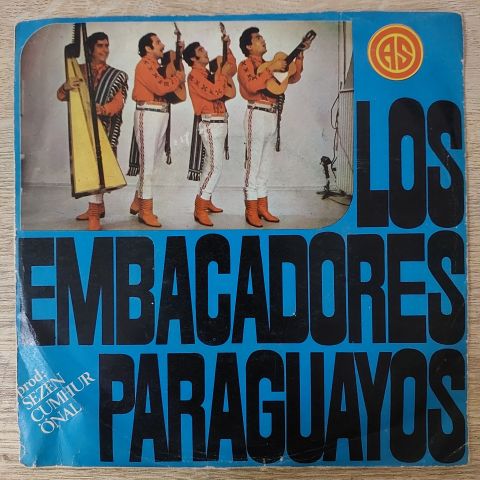 AS
LOS
EMBACADORES
PARAGUAYOS
prod:
SEZEN
CUMHUR
ÖNAL